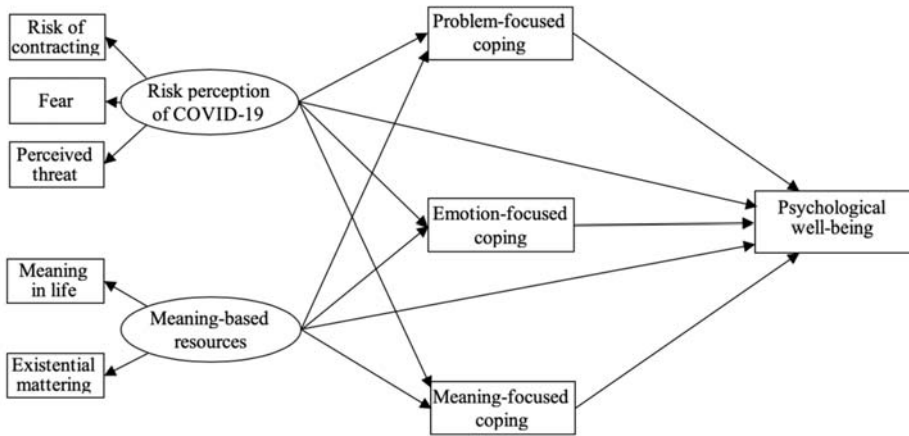 Risk of
contracting
Fear
Perceived
threat
Risk perception
of COVID-19
Meaning
in life
Existential
mattering
Meaning-based
resources
Problem-focused
coping
Emotion-focused
coping
Meaning-focused
coping
Psychological
well-being